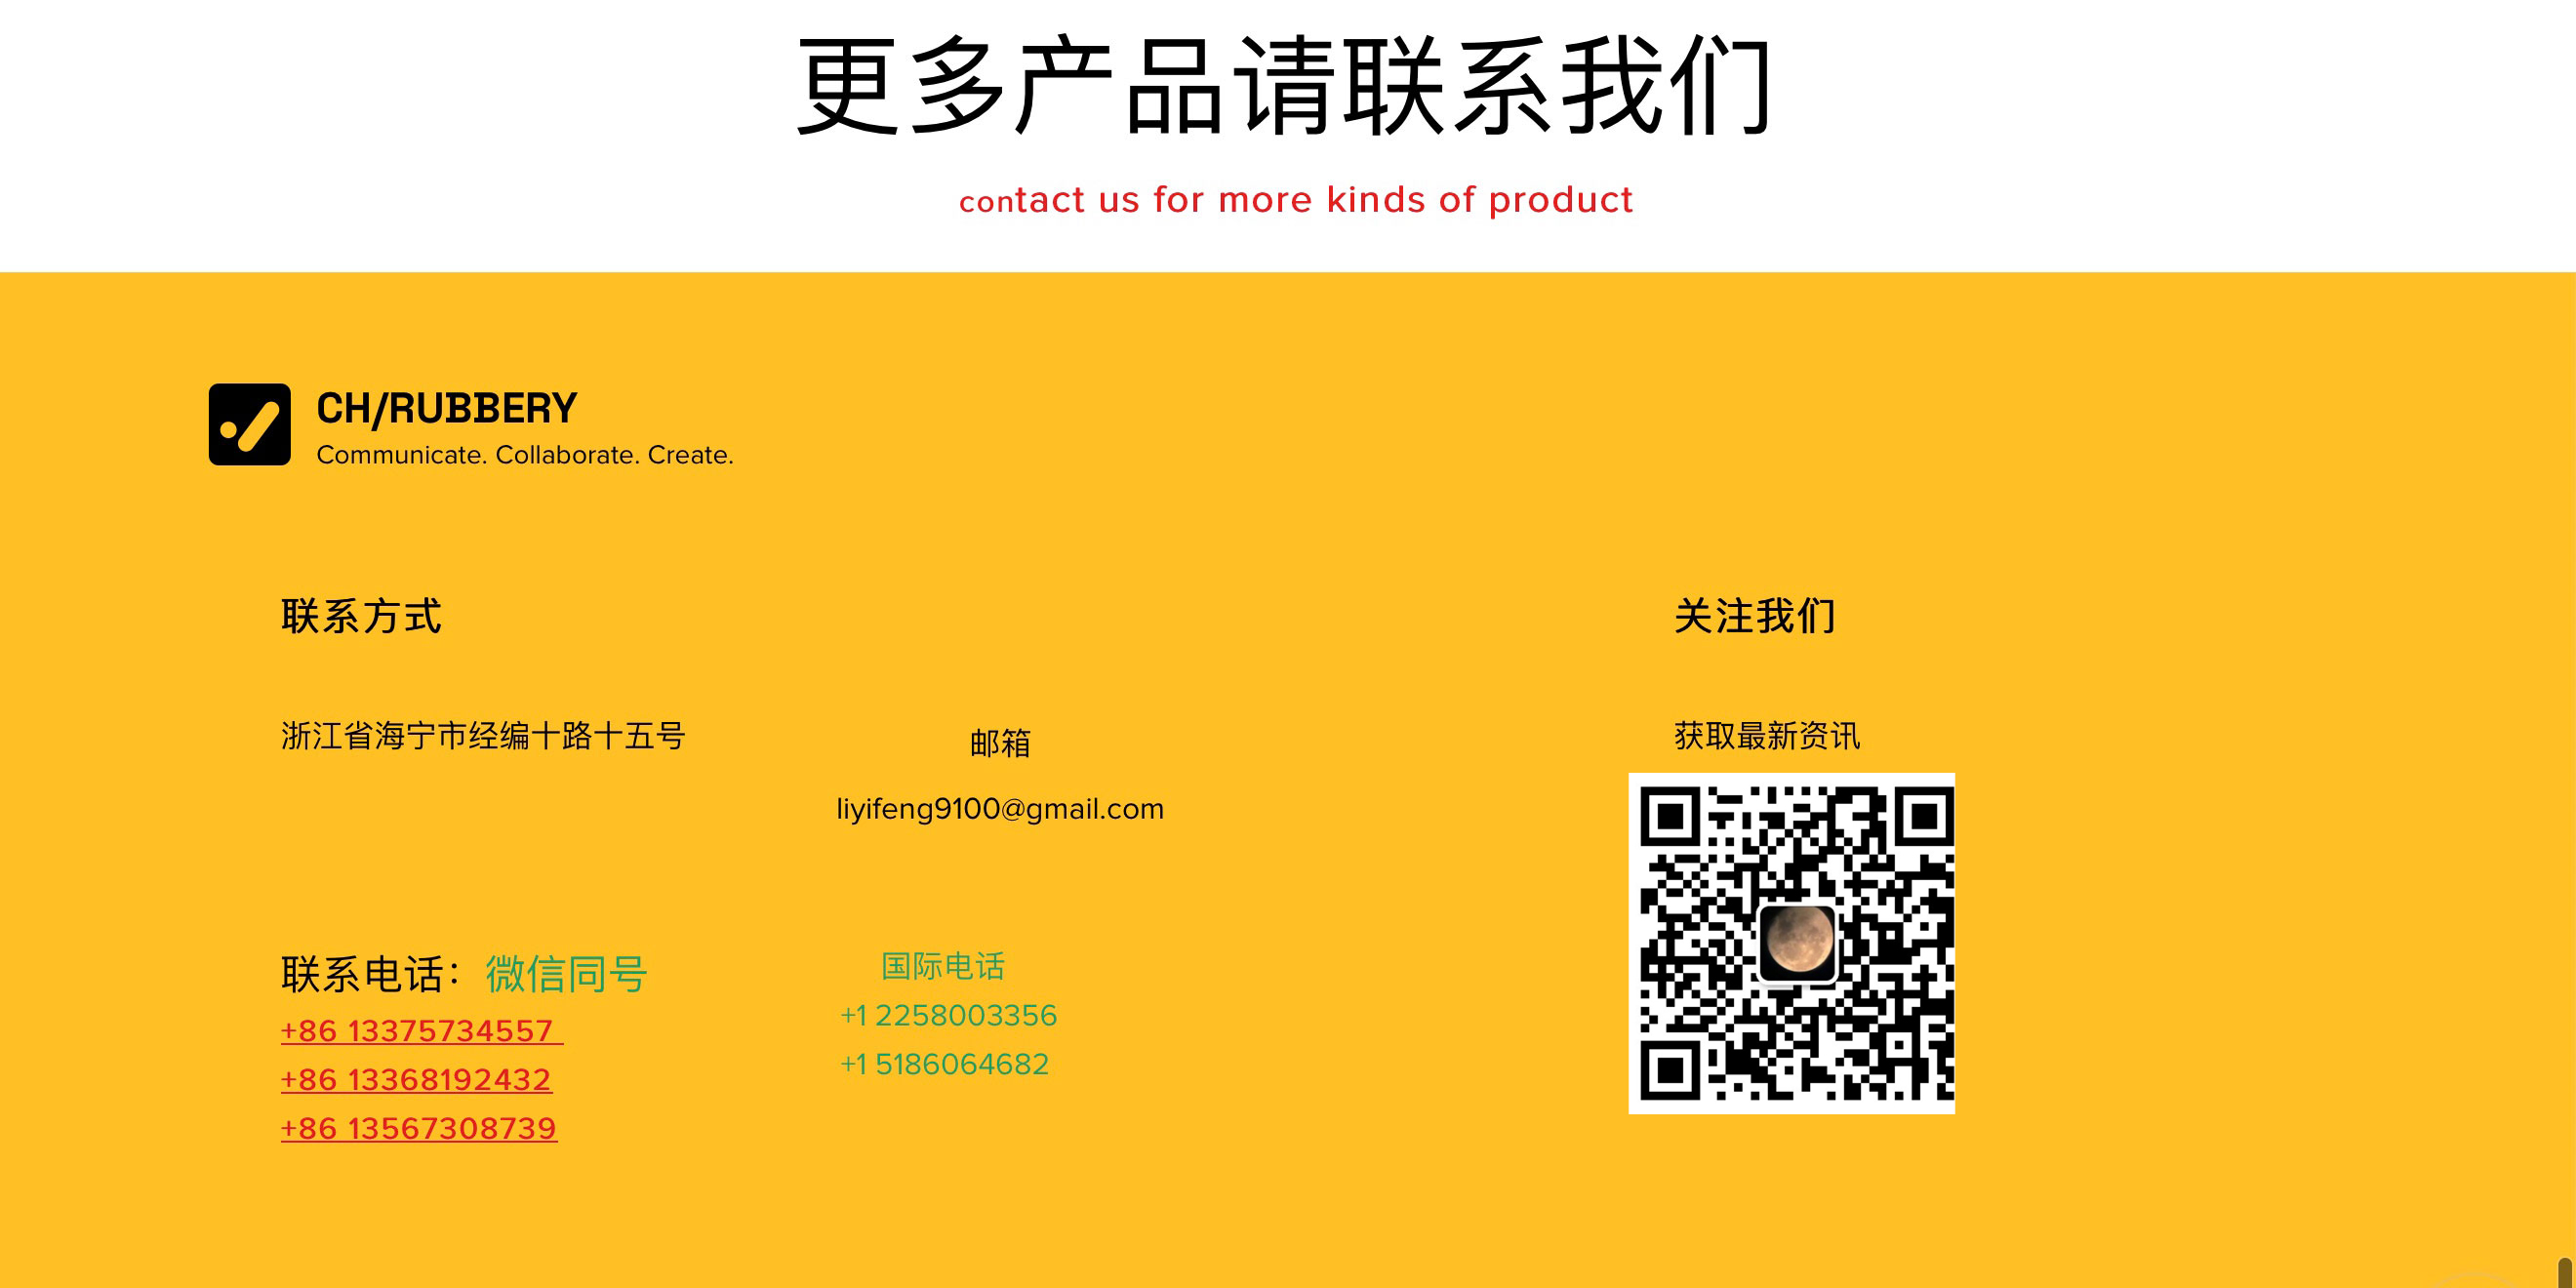 更多产品请联系我们
contact us for more kinds of product
CH/RUBBERY
Communicate. Collaborate. Create.
联系方式
浙江省海宁市经编十路十五号
邮箱
liyifeng9100@gmail.com
联系电话：微信同号
+86 13375734557
+86 13368192432
+86 13567308739
国际电话
+1 2258003356
+1 5186064682
关注我们
获取最新资讯